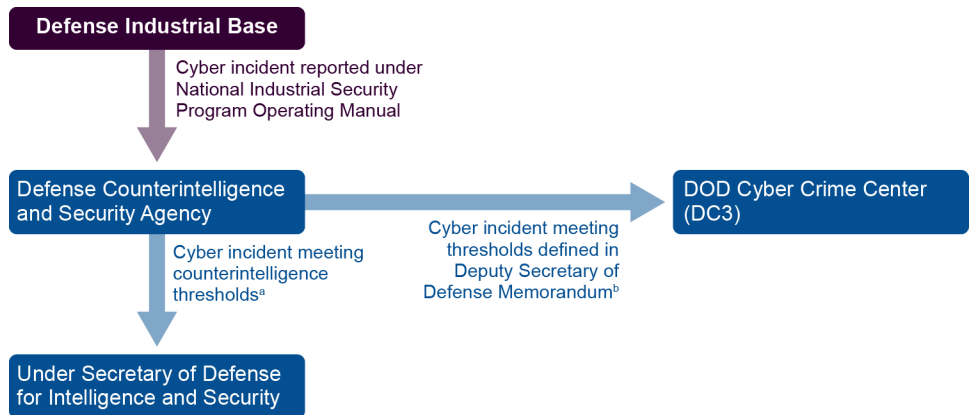 Defense Industrial Base
Cyber incident reported under
National Industrial Security
Program Operating Manual
Defense Counterintelligence
and Security Agency
DOD Cyber Crime Center
(DC3)
Cyber incident meeting
thresholds defined in
Deputy Secretary of
Defense Memorandumᵇ
Cyber incident meeting
counterintelligence
thresholdsᵃ
Under Secretary of Defense
for Intelligence and Security